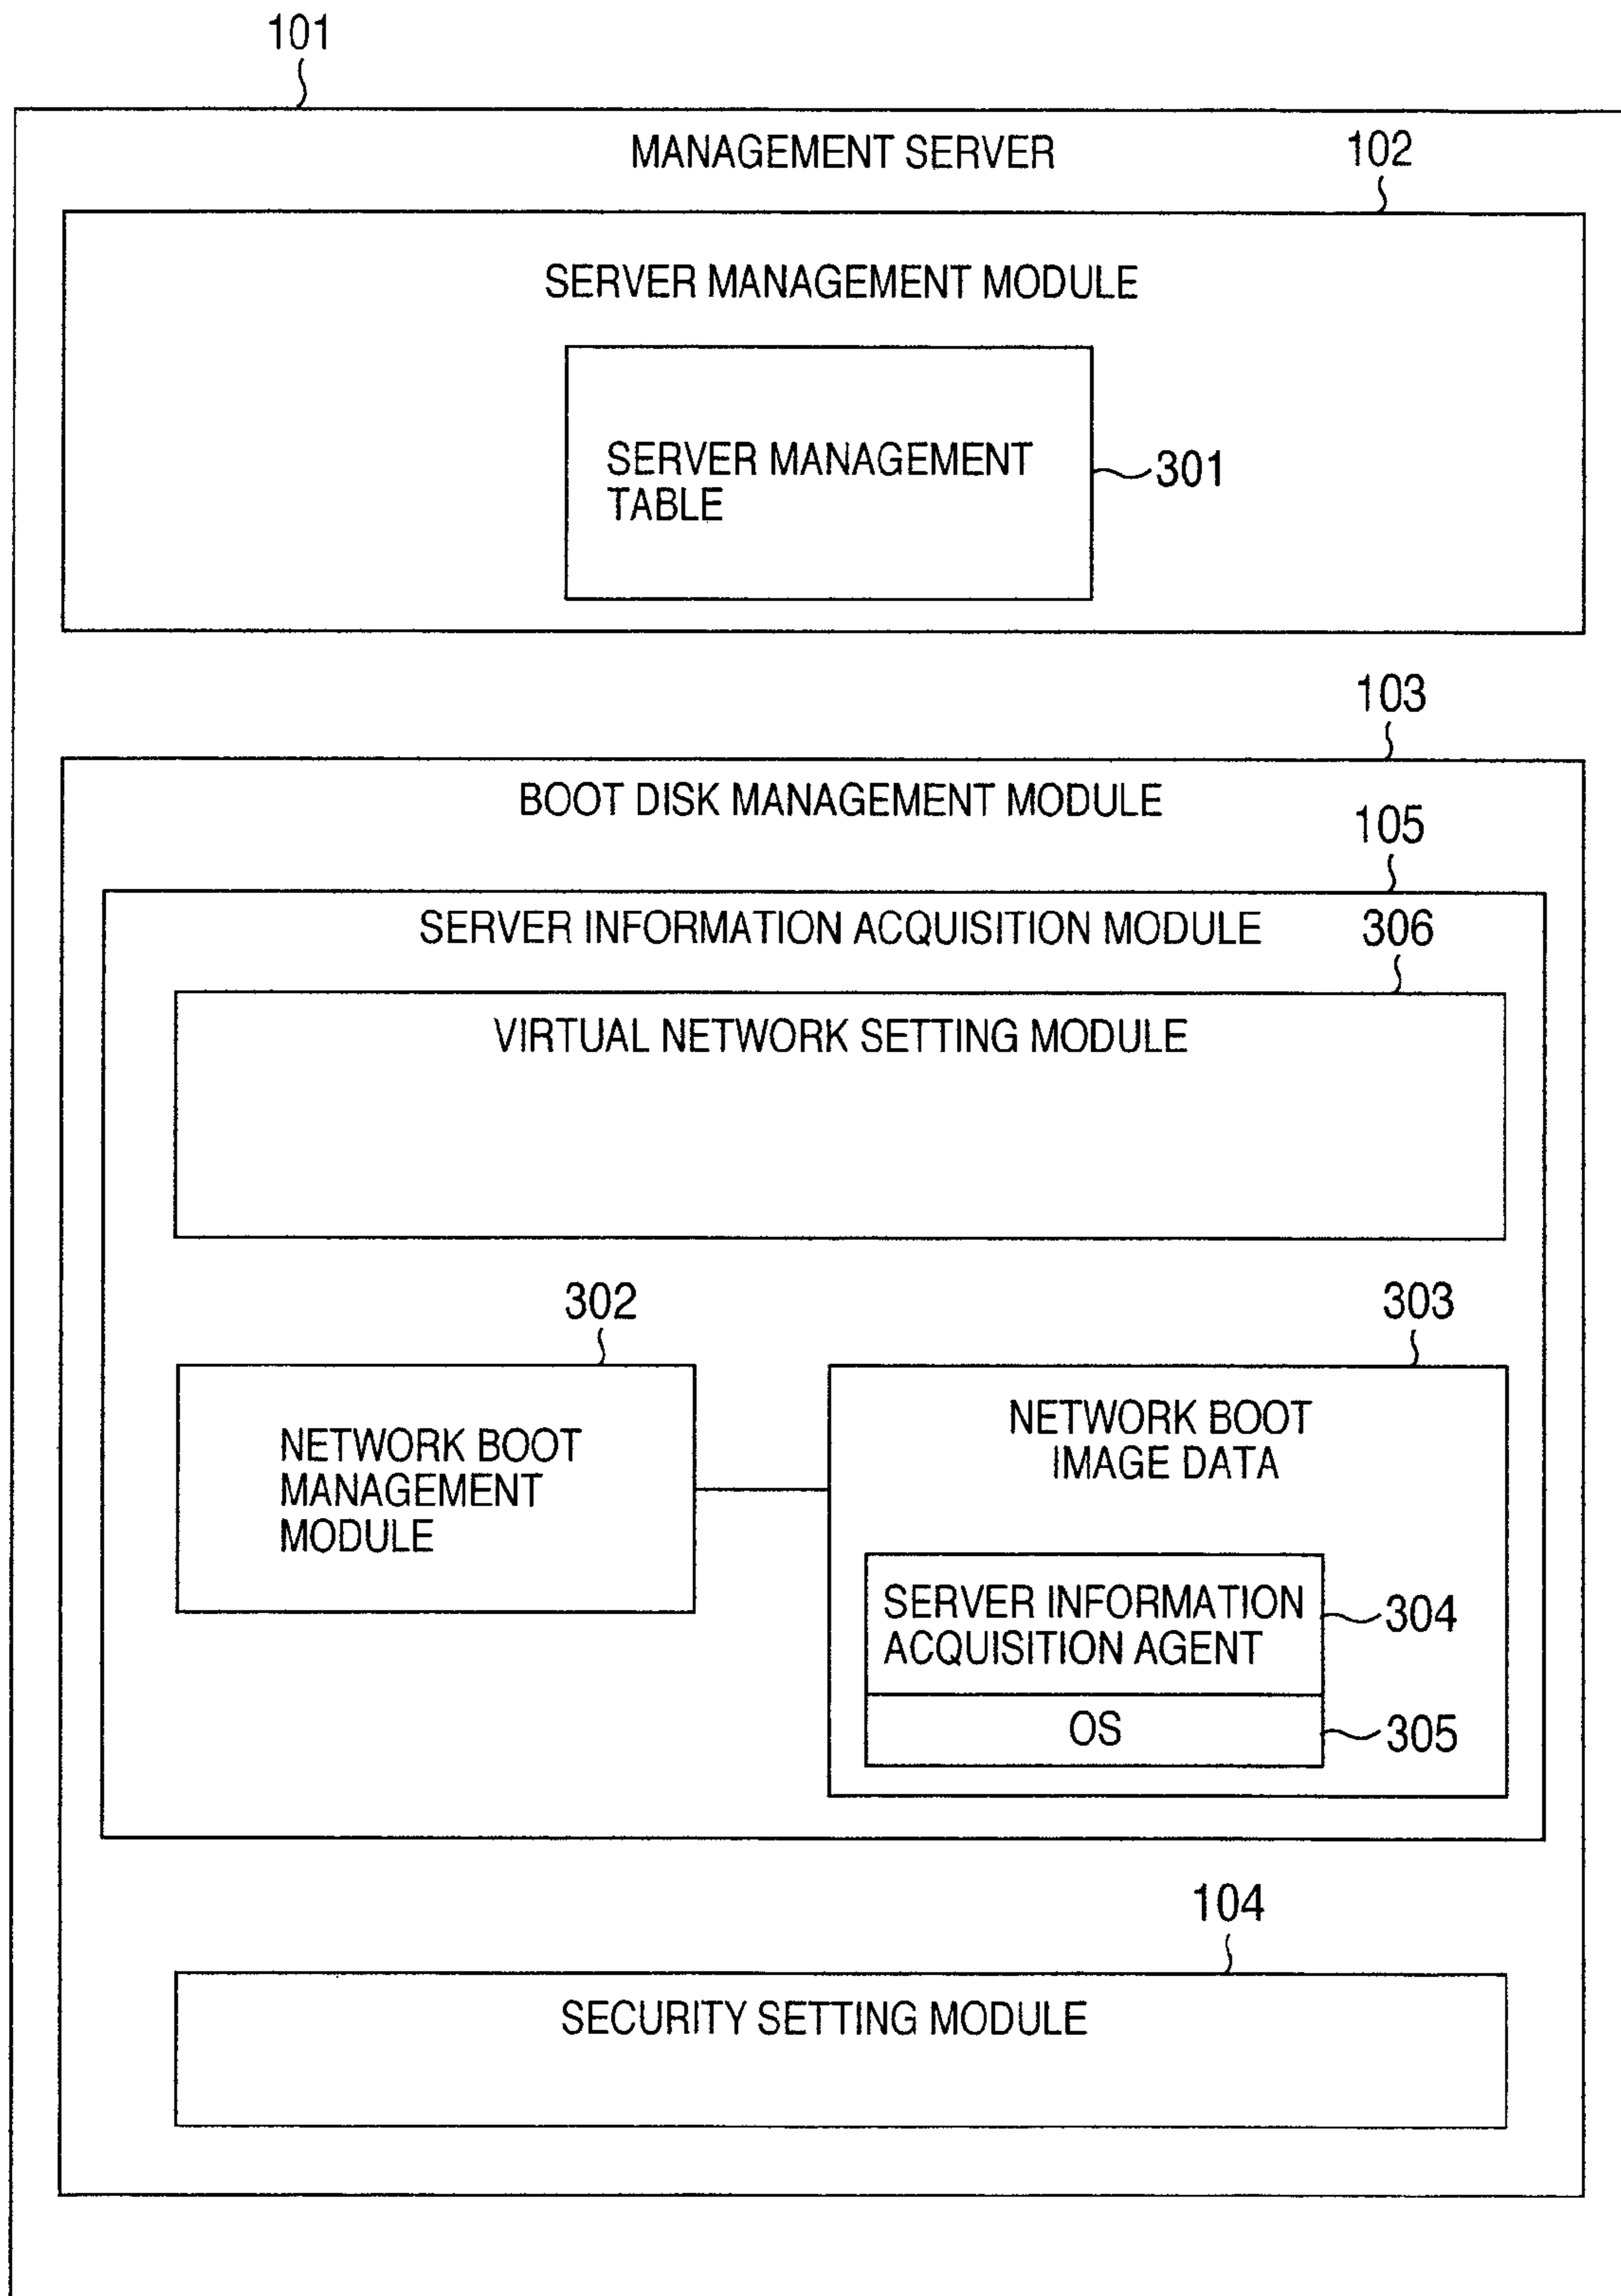 101
MANAGEMENT SERVER
102
SERVER MANAGEMENT MODULE
SERVER MANAGEMENT
TABLE
301
103
BOOT DISK MANAGEMENT MODULE
105
SERVER INFORMATION ACQUISITION MODULE
306
VIRTUAL NETWORK SETTING MODULE
302
303
NETWORK BOOT
MANAGEMENT
MODULE
NETWORK BOOT
IMAGE DATA
SERVER INFORMATION
ACQUISITION AGENT
304
OS
305
104
SECURITY SETTING MODULE